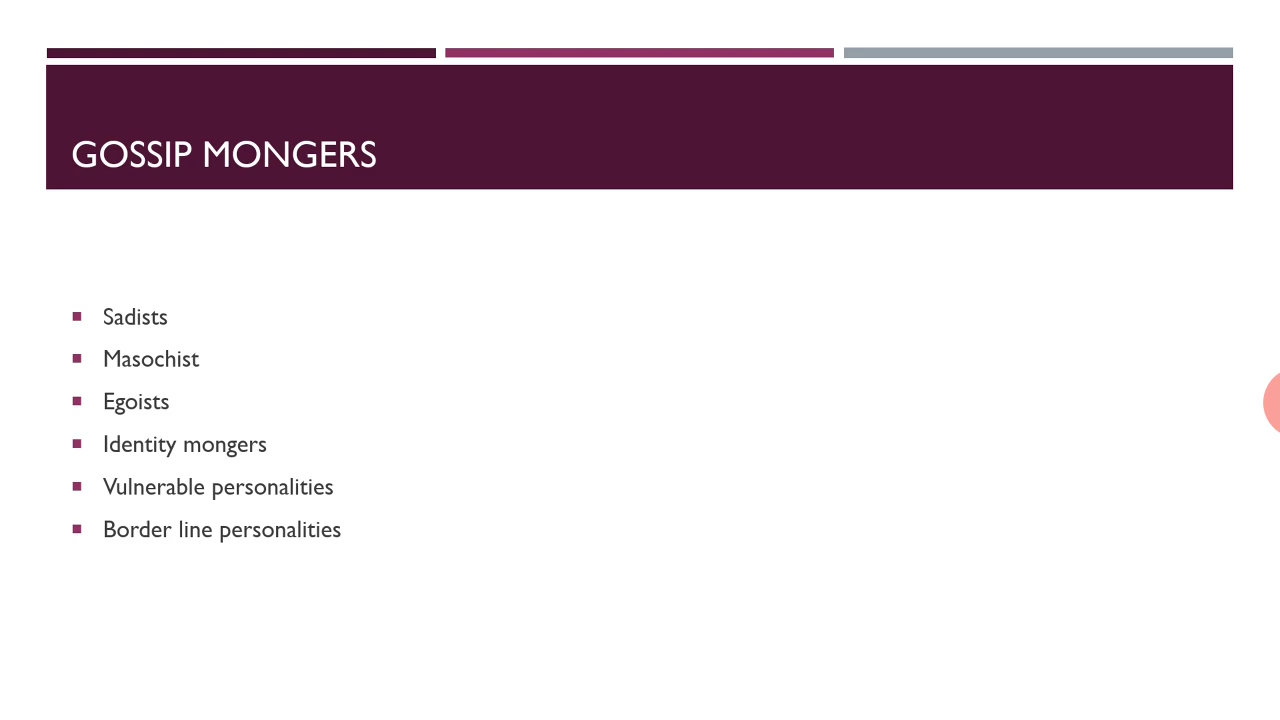 GOSSIP MONGERS
Sadists
Masochist
Egoists
Identity mongers
Vulnerable personalities
Border line personalities